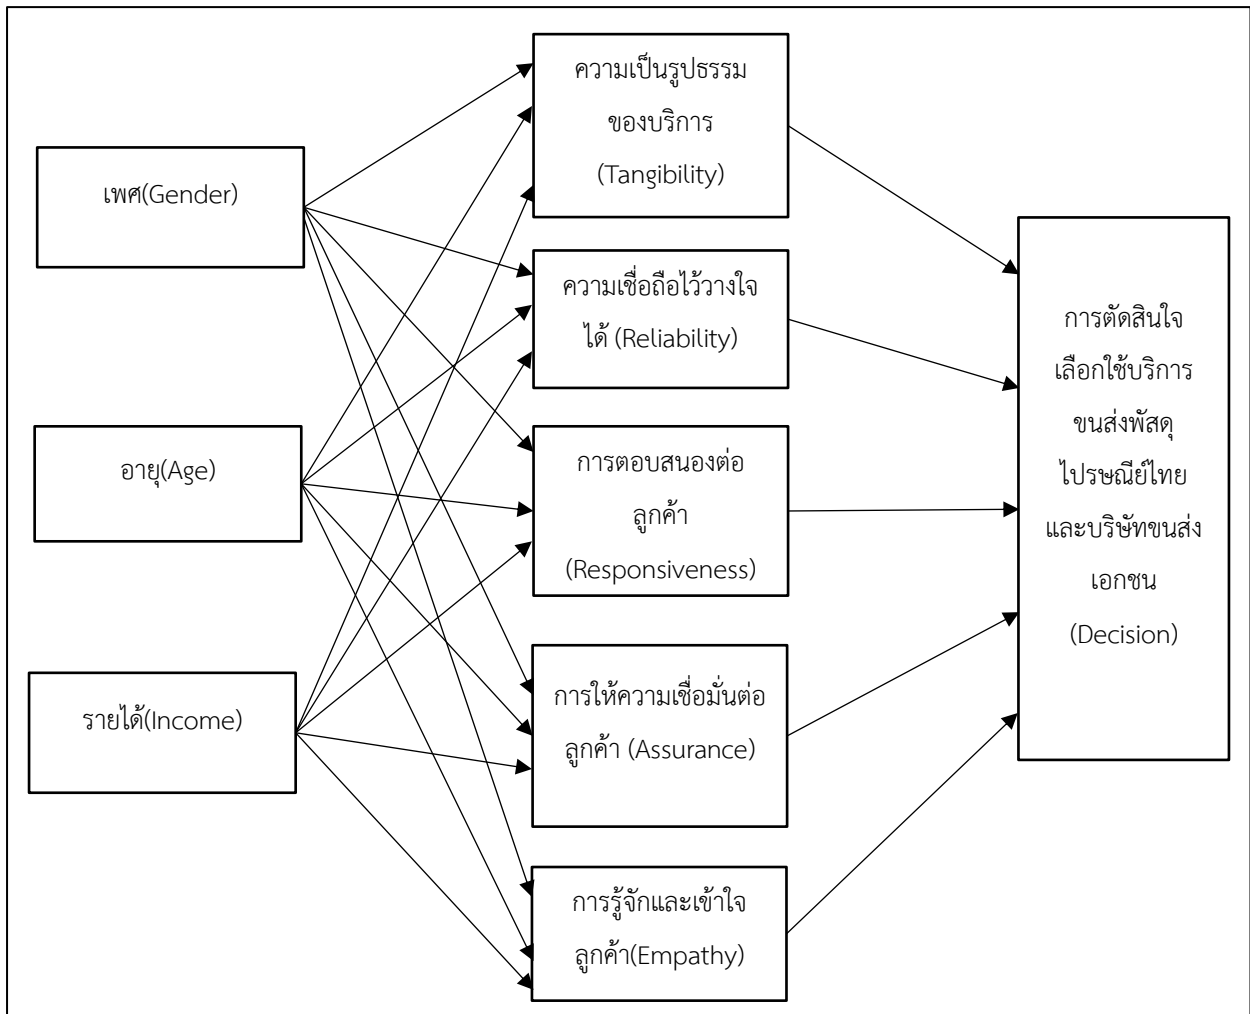 เพศ(Gender)
อายุ(Age)
รายได้(Income)
ความเป็นรูปธรรม
ของบริการ
(Tangibility)
ความเชื่อถือไว้วางใจ
ได้ (Reliability)
การตอบสนองต่อ
ลูกค้า
(Responsiveness)
การให้ความเชื่อมั่นต่อ
ลูกค้า (Assurance)
การรู้จักและเข้าใจ
ลูกค้า(Empathy)
การตัดสินใจ
เลือกใช้บริการ
ขนส่งพัสดุ
ไปรษณีย์ไทย
และบริษัทขนส่ง
เอกชน
(Decision)